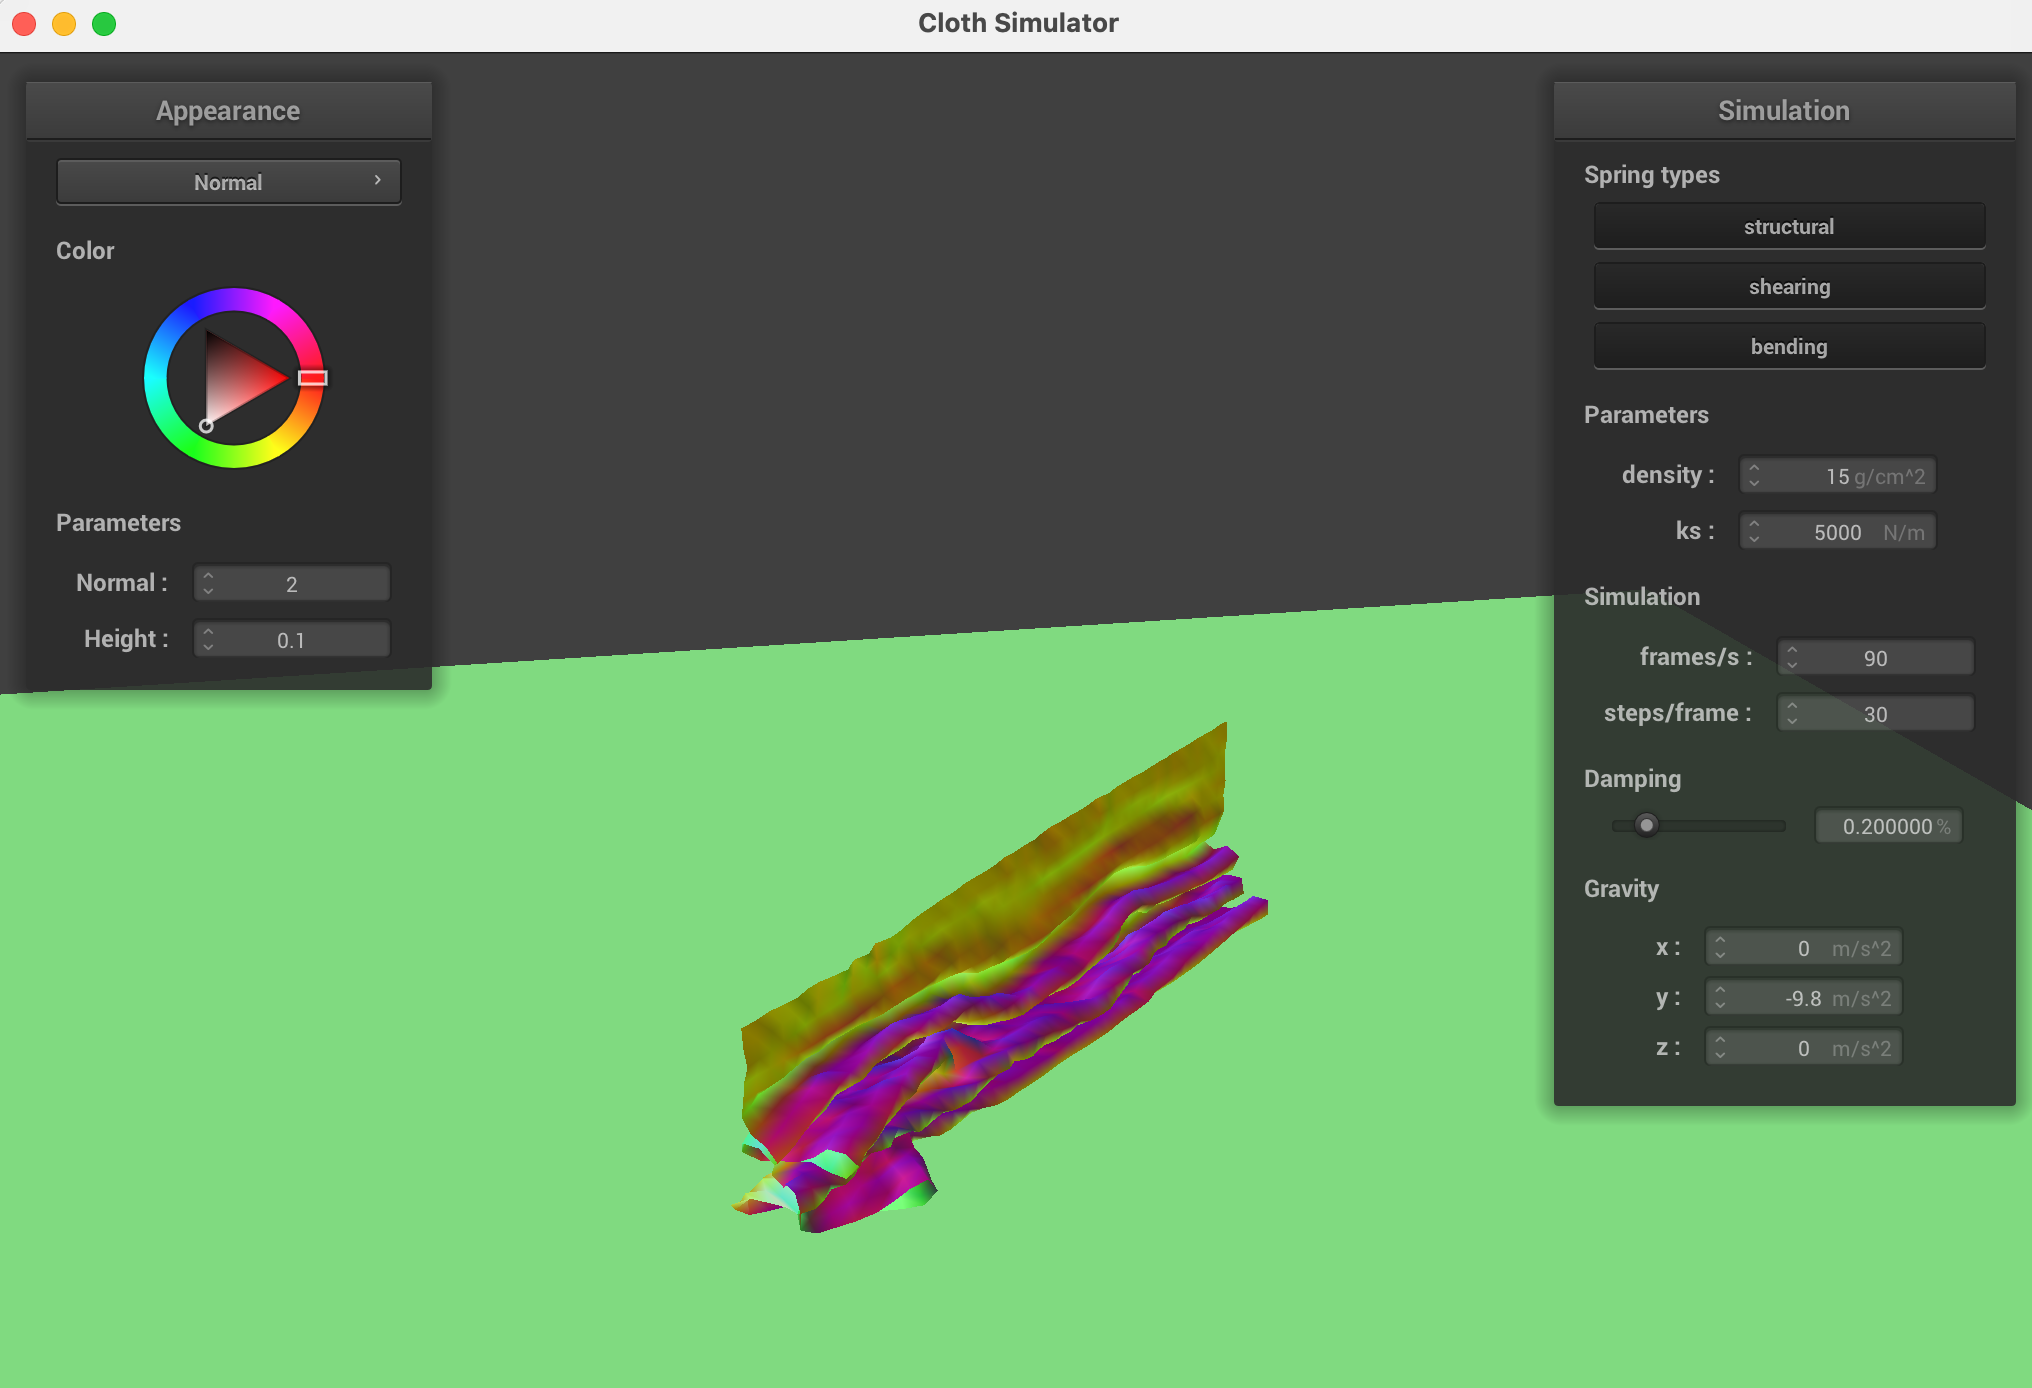 Cloth Simulator
Appearance
Normal
Color
Parameters
Normal : 2
Height : 0.1
Simulation
Spring types
structural
shearing
bending
Parameters
density : 15 g/cm^2
ks : 5000 N/m
Simulation
frames/s : 90
steps/frame : 30
Damping
0.200000 %
Gravity
x : 0 m/s^2
y : -9.8 m/s^2
z : 0 m/s^2